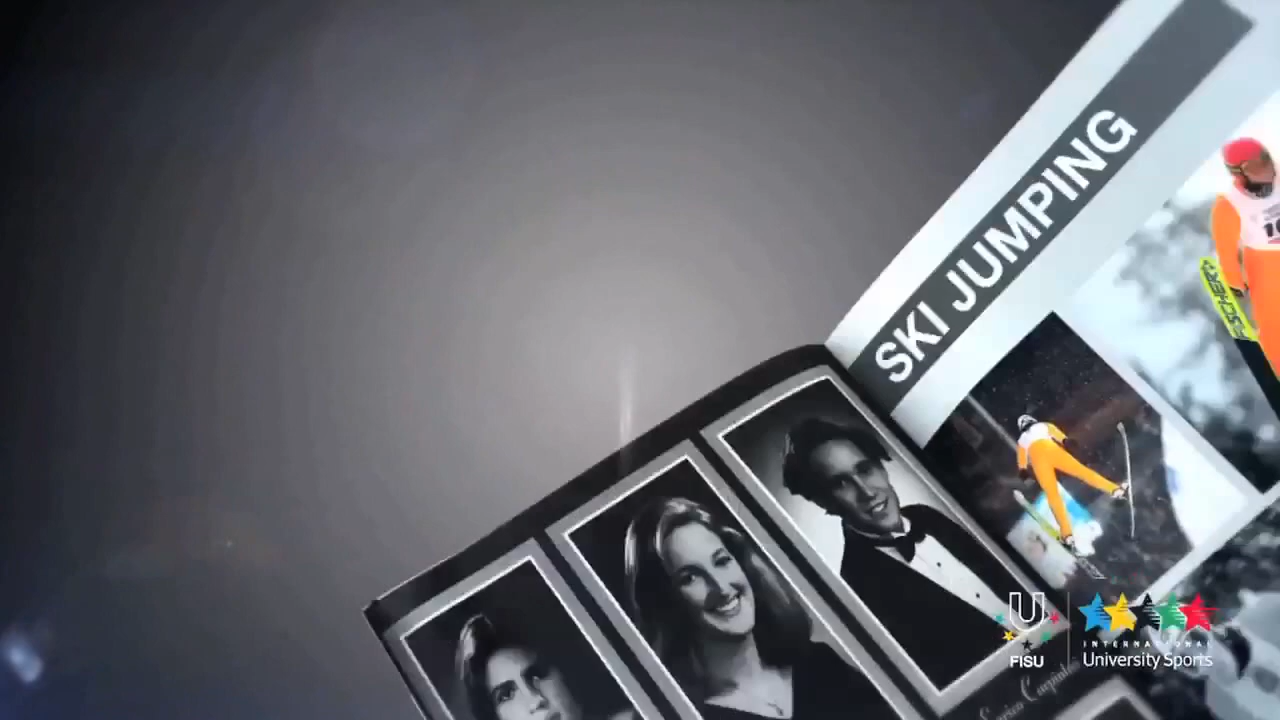 SKI JUMPING
FISCHER
FISU
INTERNATIONAL
University Sports